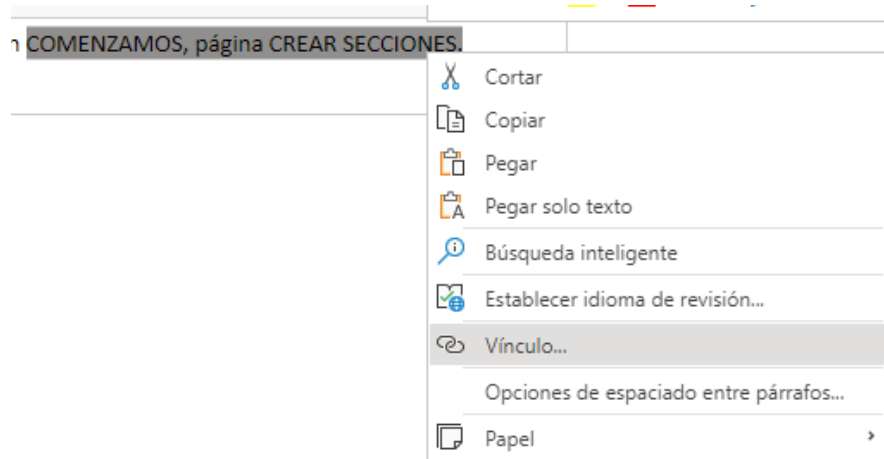 n COMENZAMOS, página CREAR SECCIONES.
Cortar
Copiar
Pegar
Pegar solo texto
Búsqueda inteligente
Establecer idioma de revisión...
Vínculo...
Opciones de espaciado entre párrafos...
Papel